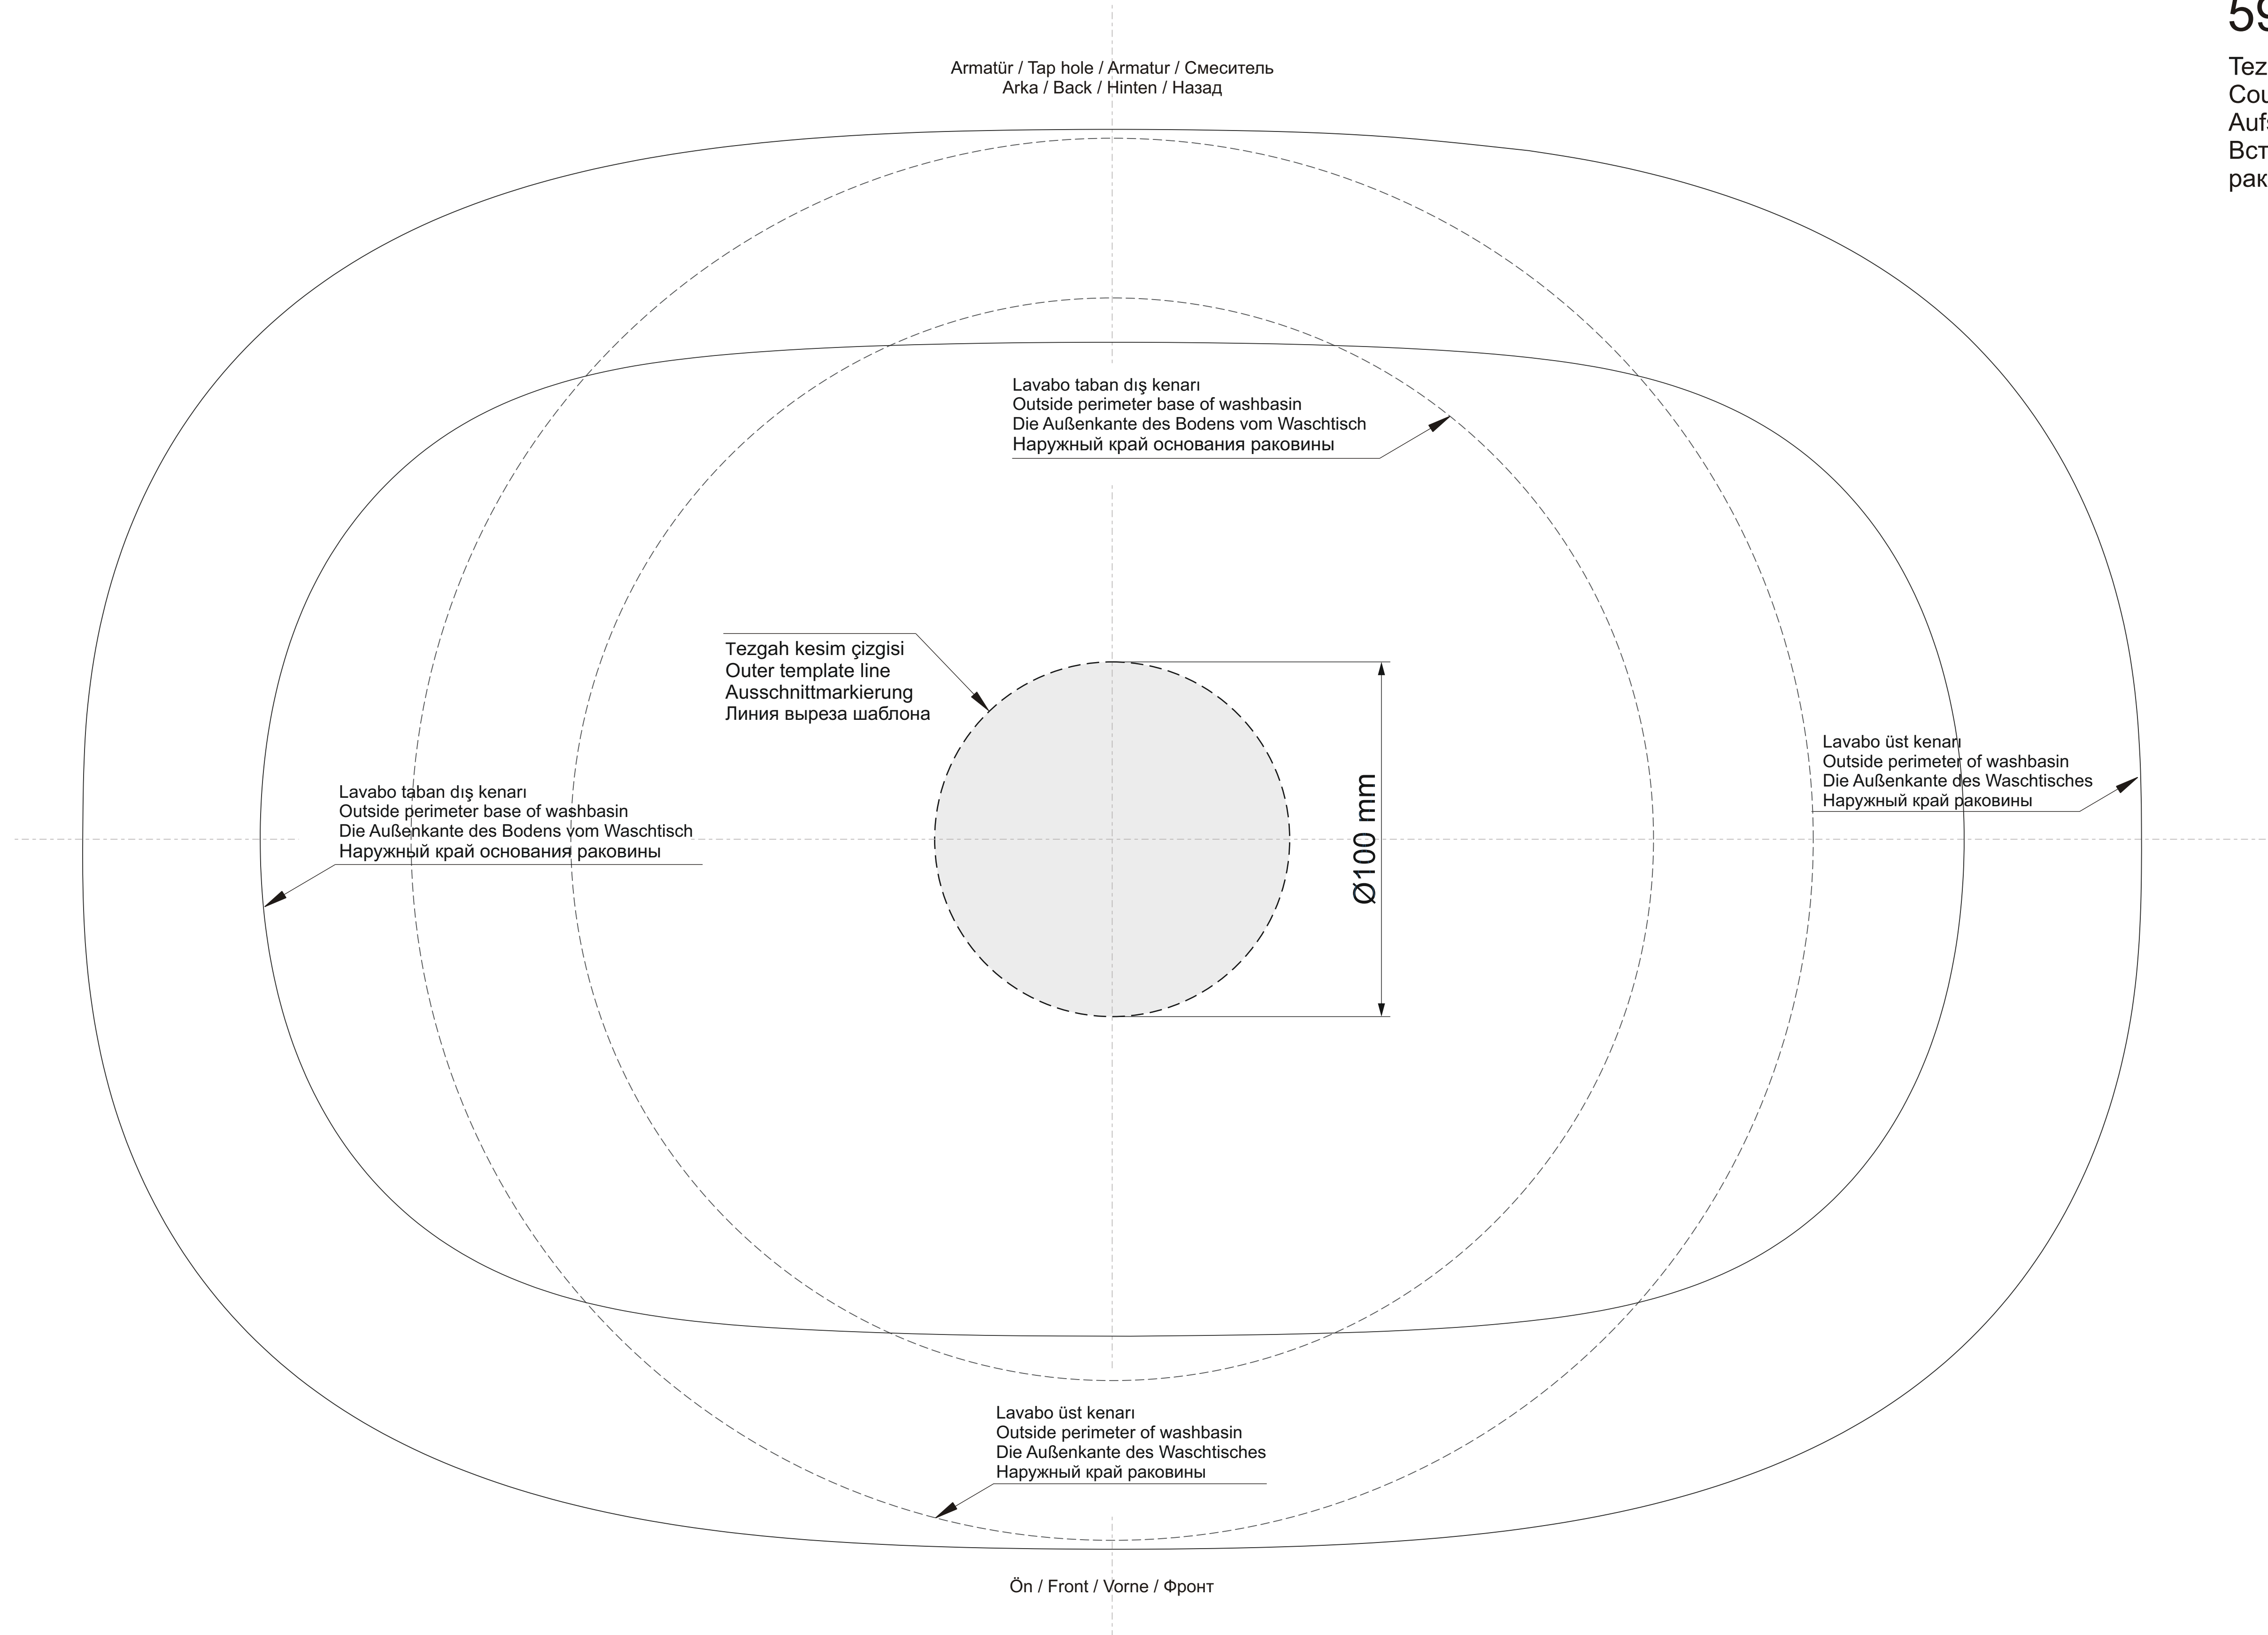 Armatür / Tap hole / Armatur / Смеситель
Arka / Back / Hinten / Назад
Lavabo taban dış kenarı
Outside perimeter base of washbasin
Die Außenkante des Bodens vom Waschtisch
Наружный край основания раковины
Tezgah kesim çizgisi
Outer template line
Ausschnittmarkierung
Линия выреза шаблона
Ø100 mm
Lavabo üst kenarı
Outside perimeter of washbasin
Die Außenkante des Waschtisches
Наружный край раковины
Lavabo taban dış kenarı
Outside perimeter base of washbasin
Die Außenkante des Bodens vom Waschtisch
Наружный край основания раковины
Lavabo üst kenarı
Outside perimeter of washbasin
Die Außenkante des Waschtisches
Наружный край раковины
Ön / Front / Vorne / Фронт